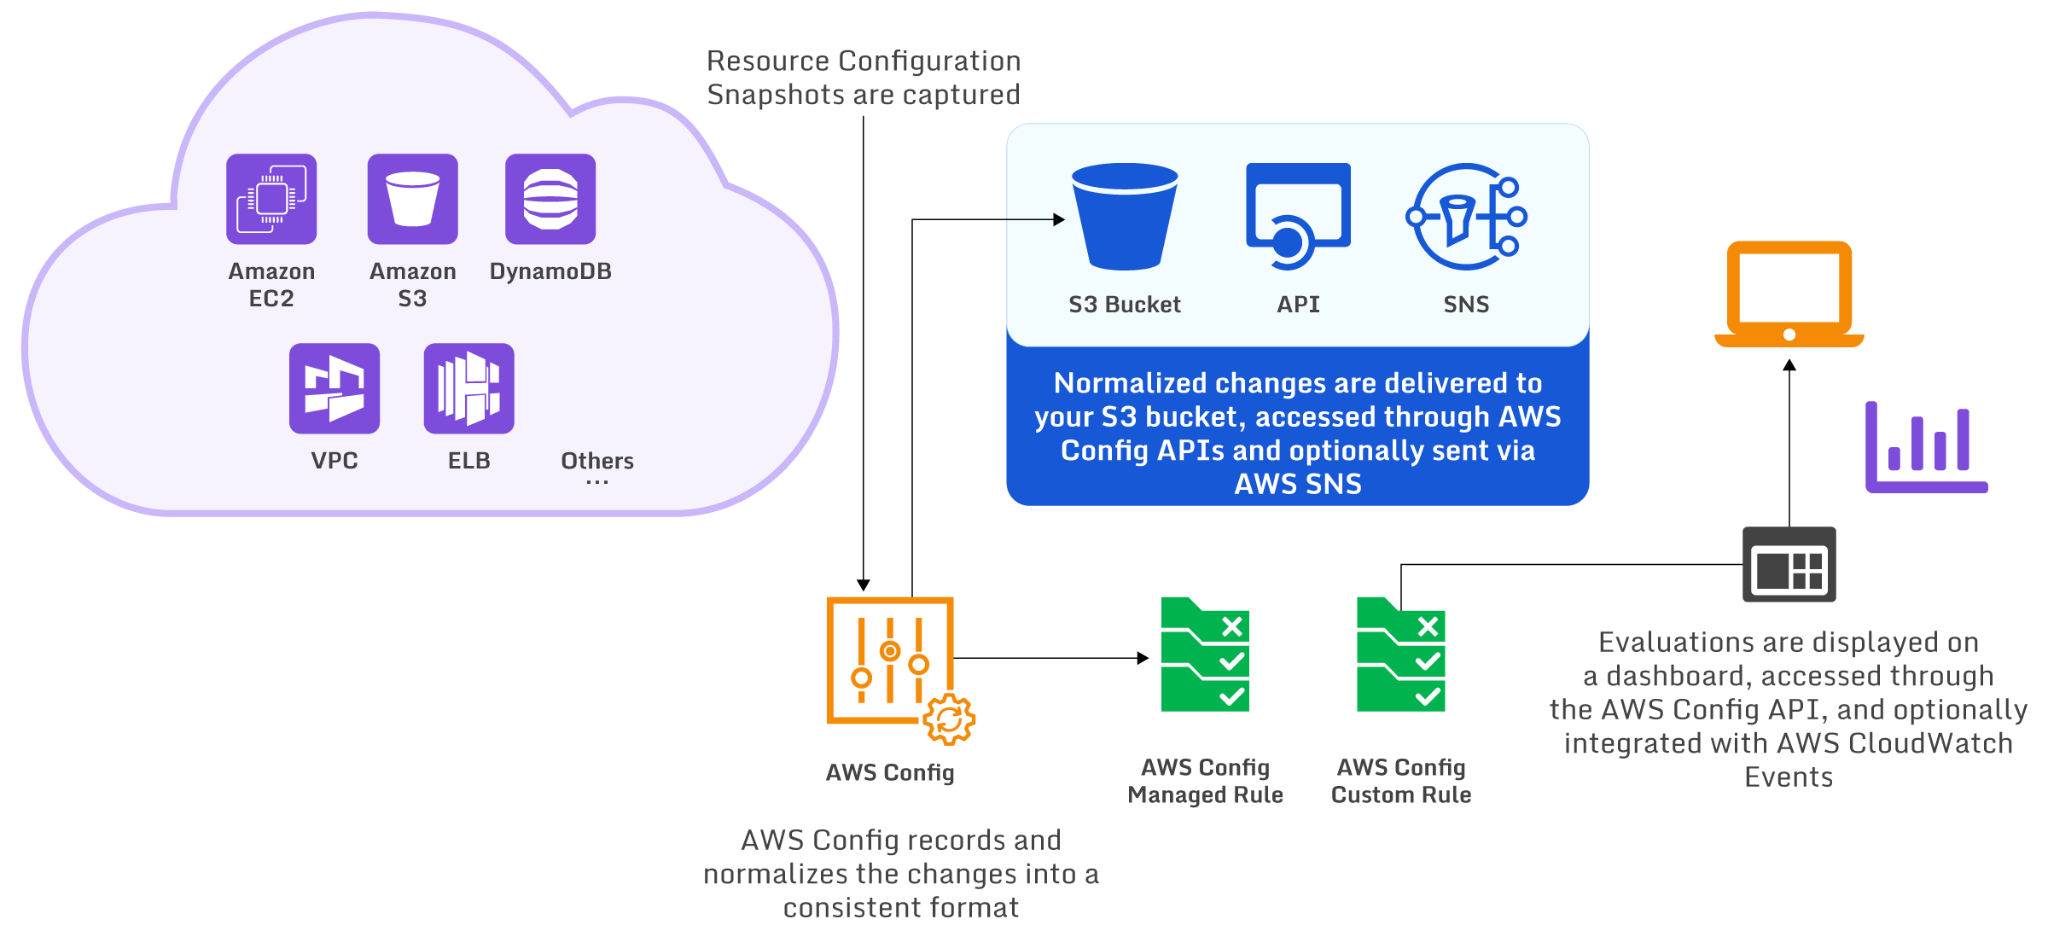 Resource Configuration
Snapshots are captured
Amazon
EC2
Amazon
S3
DynamoDB
VPC
ELB
Others
...
S3 Bucket
API
SNS
Normalized changes are delivered to
your S3 bucket, accessed through AWS
Config APIs and optionally sent via
AWS SNS
AWS Config
AWS Config records and
normalizes the changes into a
consistent format
AWS Config
Managed Rule
AWS Config
Custom Rule
Evaluations are displayed on
a dashboard, accessed through
the AWS Config API, and optionally
integrated with AWS CloudWatch
Events